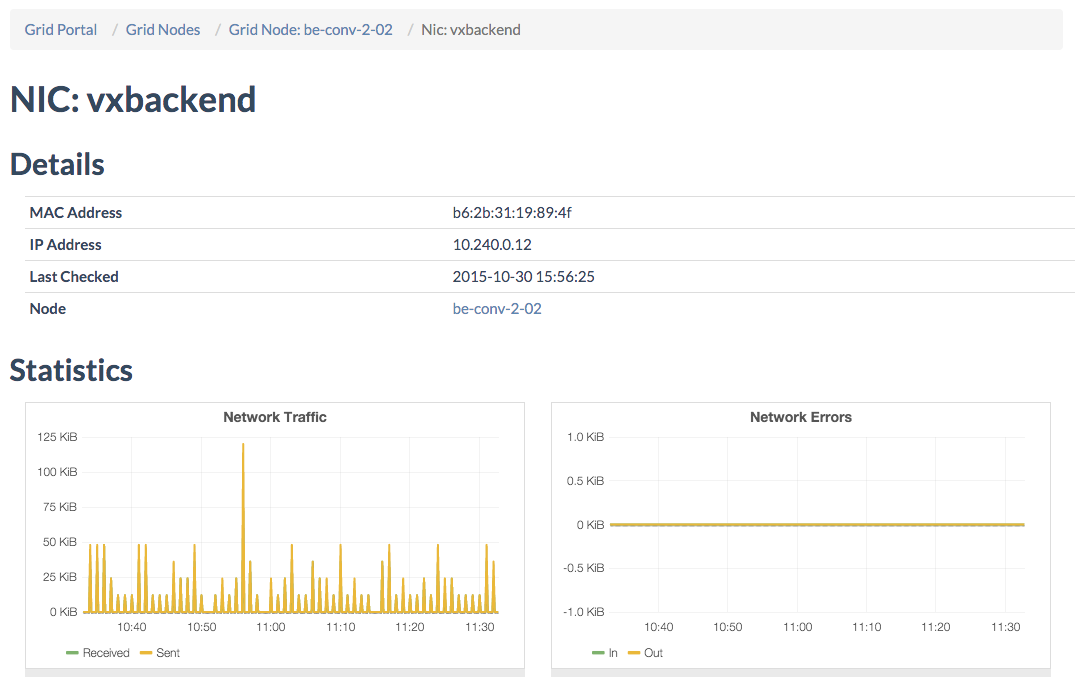 Grid Portal / Grid Nodes / Grid Node: be-conv-2-02 / Nic: vxbackend
NIC: vxbackend
Details
MAC Address b6:2b:31:19:89:4f
IP Address 10.240.0.12
Last Checked 2015-10-30 15:56:25
Node be-conv-2-02
Statistics
Network Traffic
125 KiB
100 KiB
75 KiB
50 KiB
25 KiB
0 KiB
10:40 10:50 11:00 11:10 11:20 11:30
Received Sent
Network Errors
1.0 KiB
0.5 KiB
0 KiB
-0.5 KiB
-1.0 KiB
10:40 10:50 11:00 11:10 11:20 11:30
In Out